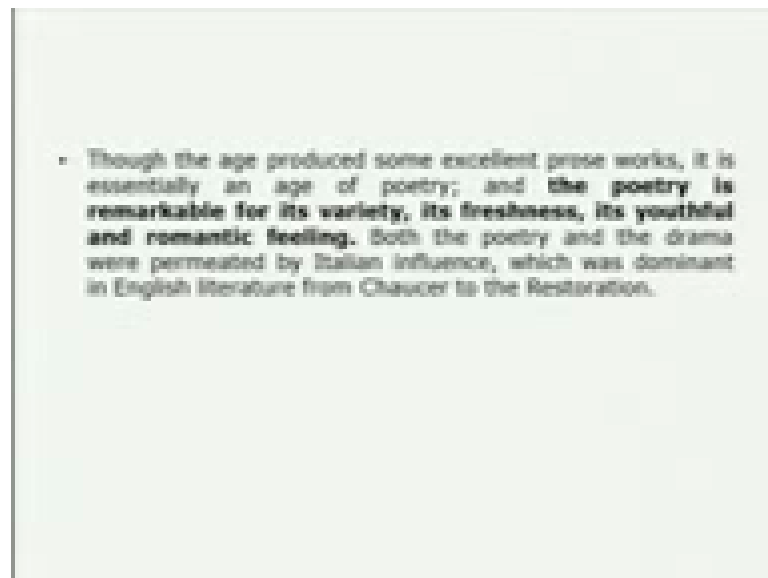 • Though the age produced some excellent prose works, it is
essentially an age of poetry; and the poetry is
remarkable for its variety, its freshness, its youthful
and romantic feeling. Both the poetry and the drama
were permeated by Italian influence, which was dominant
in English literature from Chaucer to the Restoration.